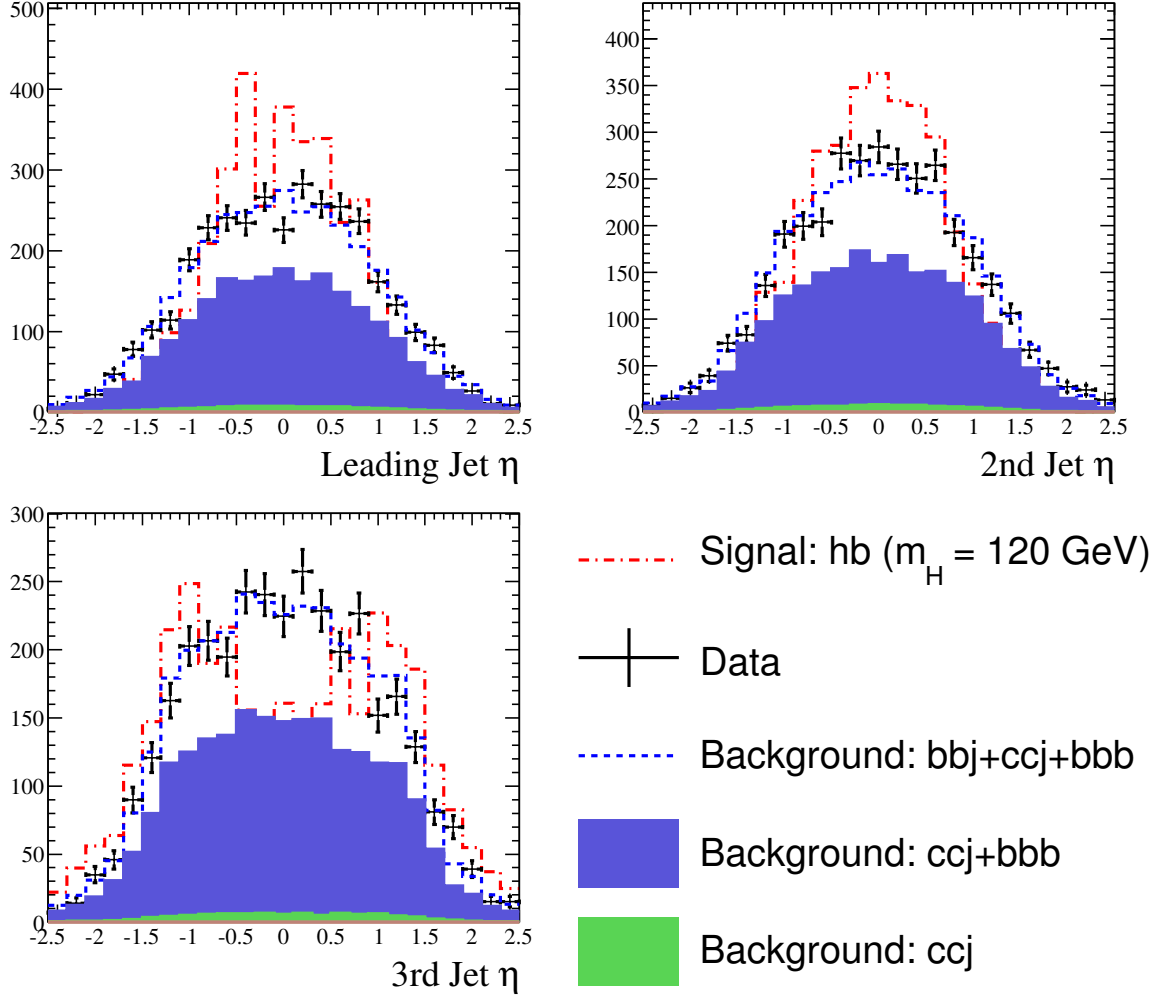 500
400
300
200
100
0
-2.5 -2 -1.5 -1 -0.5 0 0.5 1 1.5 2 2.5
Leading Jet η
400
350
300
250
200
150
100
50
0
-2.5 -2 -1.5 -1 -0.5 0 0.5 1 1.5 2 2.5
2nd Jet η
300
250
200
150
100
50
0
-2.5 -2 -1.5 -1 -0.5 0 0.5 1 1.5 2 2.5
3rd Jet η
Signal: hb (m_H = 120 GeV)
Data
Background: bbj+ccj+bbb
Background: ccj+bbb
Background: ccj